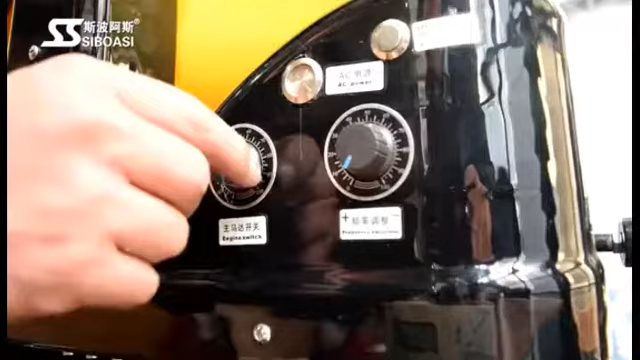 斯波阿斯®
SIBOASI
AC 电源
AC power
主马达开关
Engine switch
+ 频率调整 -